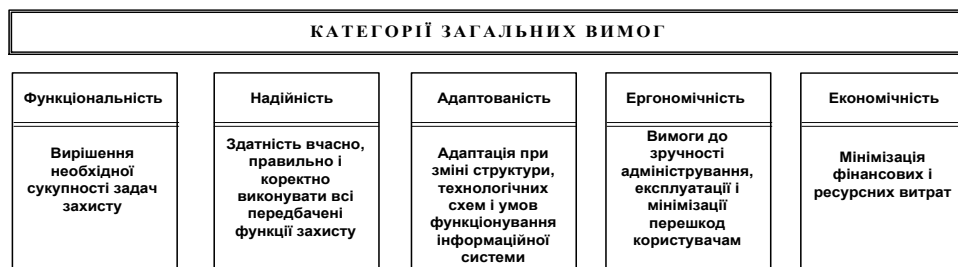 КАТЕГОРІЇ ЗАГАЛЬНИХ ВИМОГ
Функціональність
Вирішення
необхідної
сукупності задач
захисту
Надійність
Здатність вчасно,
правильно і
коректно
виконувати всі
передбачені
функції захисту
Адаптованість
Адаптація при
зміні структури,
технологічних
схем і умов
функціонування
інформаційної
системи
Ергономічність
Вимоги до
зручності
адміністрування,
експлуатації і
мінімізації
перешкод
користувачам
Економічність
Мінімізація
фінансових і
ресурсних витрат